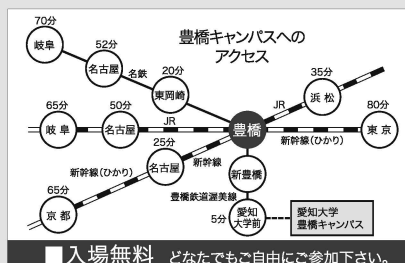 豊橋キャンパスへの
アクセス
70分
岐阜
52分
名古屋
名鉄
20分
東岡崎
35分
浜松
JR
65分
岐阜
50分
名古屋
JR
豊橋
80分
東京
新幹線(ひかり)
25分
名古屋
新幹線
新幹線(ひかり)
65分
京都
新豊橋
豊橋鉄道渥美線
5分
愛知
大学前
愛知大学
豊橋キャンパス
■入場無料 どなたでもご自由にご参加下さい。